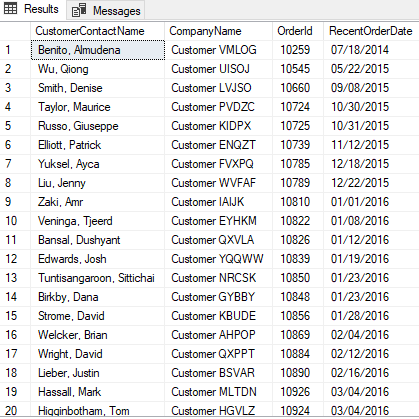 Results Messages
CustomerContactName CompanyName OrderId RecentOrderDate
1 Benito, Almudena Customer VMLOG 10259 07/18/2014
2 Wu, Qiong Customer UISOJ 10545 05/22/2015
3 Smith, Denise Customer LVJSO 10660 09/08/2015
4 Taylor, Maurice Customer PVDZC 10724 10/30/2015
5 Russo, Giuseppe Customer KIDPX 10725 10/31/2015
6 Elliott, Patrick Customer ENQZT 10739 11/12/2015
7 Yuksel, Ayca Customer FVXPQ 10785 12/18/2015
8 Liu, Jenny Customer WVFAF 10789 12/22/2015
9 Zaki, Amr Customer IAIJK 10810 01/01/2016
10 Veninga, Tjeerd Customer EYHKM 10822 01/08/2016
11 Bansal, Dushyant Customer QXVLA 10826 01/12/2016
12 Edwards, Josh Customer YQQWW 10839 01/19/2016
13 Tuntisangaroon, Sittichai Customer NRCSK 10850 01/23/2016
14 Birkby, Dana Customer GYBBY 10848 01/23/2016
15 Strome, David Customer KBUDE 10856 01/28/2016
16 Welcker, Brian Customer AHPOP 10869 02/04/2016
17 Wright, David Customer QXPPT 10884 02/12/2016
18 Lieber, Justin Customer BSVAR 10890 02/16/2016
19 Hassall, Mark Customer MLTDN 10926 03/04/2016
20 Higginbotham, Tom Customer HGVLZ 10924 03/04/2016